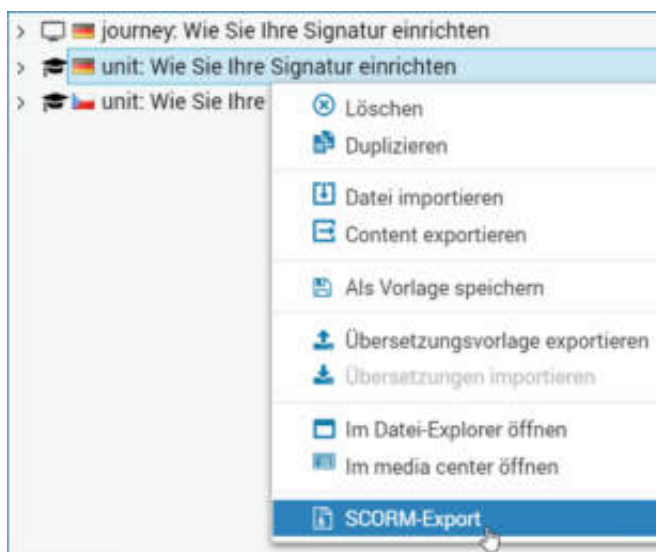 journey: Wie Sie Ihre Signatur einrichten
unit: Wie Sie Ihre Signatur einrichten
unit: Wie Sie Ihre
Löschen
Duplizieren
Datei importieren
Content exportieren
Als Vorlage speichern
Übersetzungsvorlage exportieren
Übersetzungen importieren
Im Datei-Explorer öffnen
Im media center öffnen
SCORM-Export